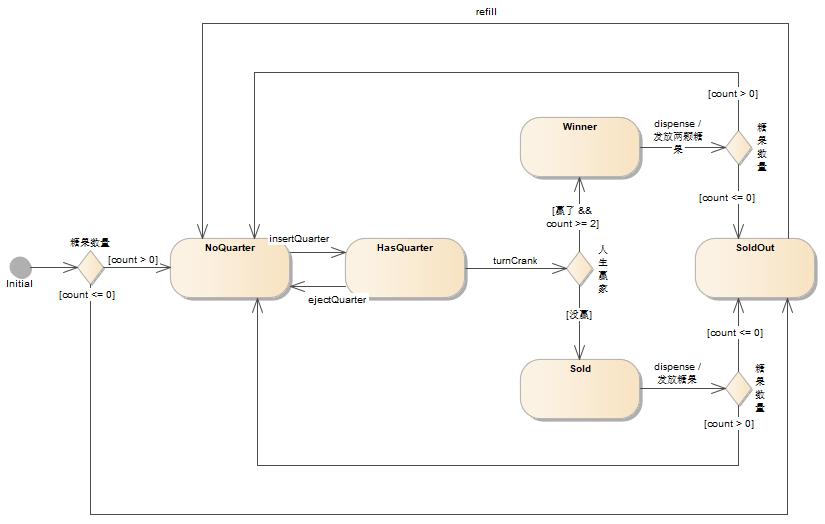 refill
[count > 0]
Winner
dispense /
发放两颗糖
果
糖
果
数
量
[count <= 0]
[赢了 &&
count >= 2]
糖果数量
[count > 0]
NoQuarter
insertQuarter
HasQuarter
turnCrank
人
生
赢
家
SoldOut
Initial
[count <= 0]
ejectQuarter
[没赢]
[count <= 0]
Sold
dispense /
发放糖果
糖
果
数
量
[count > 0]